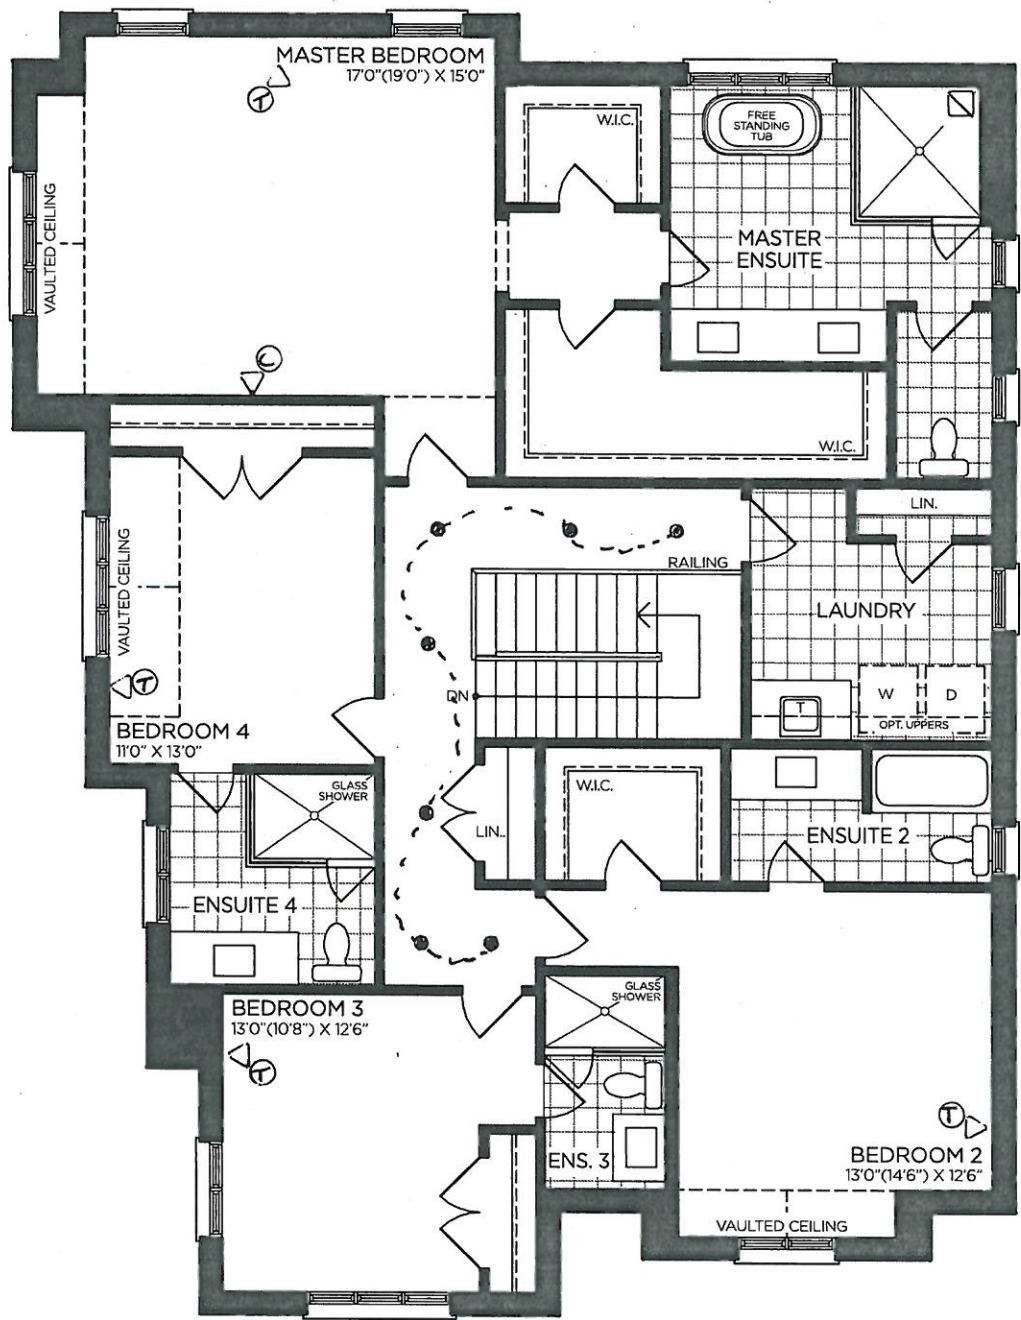 MASTER BEDROOM
17'0"(19'0") X 15'0"
T
W.I.C.
FREE
STANDING
TUB
VAULTED CEILING
MASTER
ENSUITE
C
W.I.C.
LIN.
VAULTED CEILING
RAILING
LAUNDRY
T
DN
W
D
T
OPT. UPPERS
BEDROOM 4
11'0" X 13'0"
GLASS
SHOWER
W.I.C.
LIN.
ENSUITE 2
ENSUITE 4
GLASS
SHOWER
BEDROOM 3
13'0"(10'8") X 12'6"
T
T
ENS. 3
BEDROOM 2
13'0"(14'6") X 12'6"
VAULTED CEILING